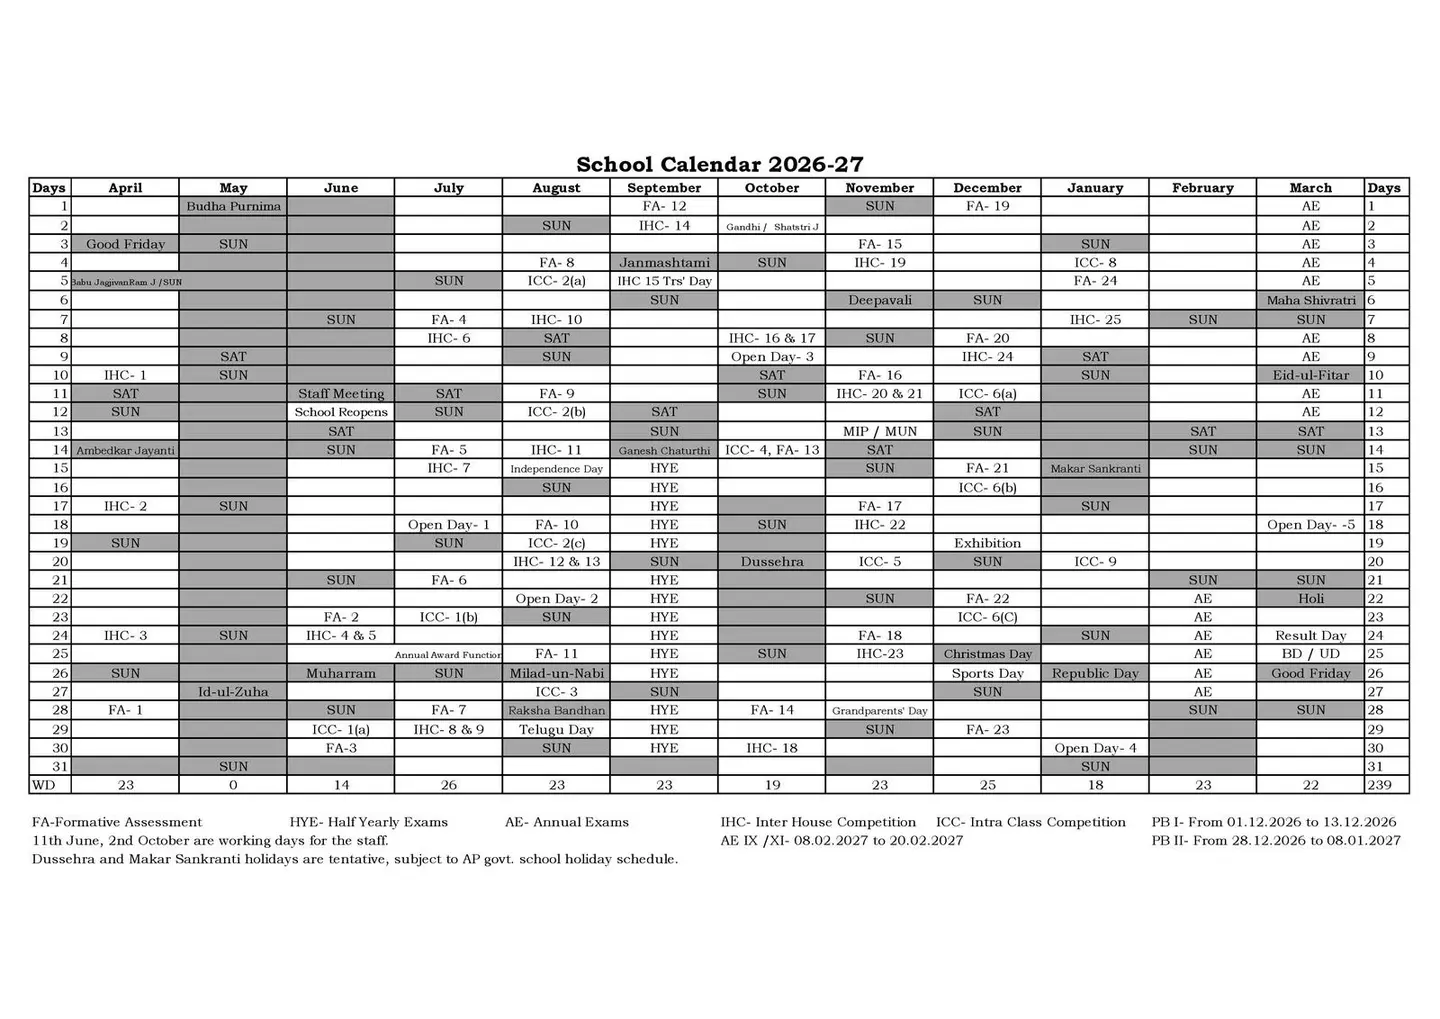 School Calendar 2026-27
Days April May June July August September October November December January February March Days
1 Budha Purnima FA- 12 SUN FA- 19 AE 1
2 SUN IHC- 14 Gandhi / Shatstri J AE 2
3 Good Friday SUN FA- 15 SUN AE 3
4 FA- 8 Janmashtami SUN IHC- 19 ICC- 8 AE 4
5 Babu JagjivanRam J /SUN SUN ICC- 2(a) IHC 15 Trs' Day FA- 24 AE 5
6 SUN Deepavali SUN Maha Shivratri 6
7 SUN FA- 4 IHC- 10 IHC- 25 SUN SUN 7
8 IHC- 6 SAT IHC- 16 & 17 SUN FA- 20 AE 8
9 SAT SUN Open Day- 3 IHC- 24 SAT AE 9
10 IHC- 1 SUN SAT FA- 16 SUN Eid-ul-Fitar 10
11 SAT Staff Meeting SAT FA- 9 SUN IHC- 20 & 21 ICC- 6(a) AE 11
12 SUN School Reopens SUN ICC- 2(b) SAT SAT AE 12
13 SAT SUN MIP / MUN SUN SAT SAT 13
14 Ambedkar Jayanti SUN FA- 5 IHC- 11 Ganesh Chaturthi ICC- 4, FA- 13 SAT SUN SUN 14
15 IHC- 7 Independence Day HYE SUN FA- 21 Makar Sankranti 15
16 SUN HYE ICC- 6(b) 16
17 IHC- 2 SUN HYE FA- 17 SUN 17
18 Open Day- 1 FA- 10 HYE SUN IHC- 22 Open Day- -5 18
19 SUN SUN ICC- 2(c) HYE Exhibition 19
20 IHC- 12 & 13 SUN Dussehra ICC- 5 SUN ICC- 9 20
21 SUN FA- 6 HYE SUN SUN 21
22 Open Day- 2 HYE SUN FA- 22 AE Holi 22
23 FA- 2 ICC- 1(b) SUN HYE ICC- 6(C) AE 23
24 IHC- 3 SUN IHC- 4 & 5 HYE FA- 18 SUN AE Result Day 24
25 Annual Award Function FA- 11 HYE SUN IHC-23 Christmas Day AE BD / UD 25
26 SUN Muharram SUN Milad-un-Nabi HYE Sports Day Republic Day AE Good Friday 26
27 Id-ul-Zuha ICC- 3 SUN SUN AE 27
28 FA- 1 SUN FA- 7 Raksha Bandhan HYE FA- 14 Grandparents' Day SUN SUN 28
29 ICC- 1(a) IHC- 8 & 9 Telugu Day HYE SUN FA- 23 29
30 FA-3 SUN HYE IHC- 18 Open Day- 4 30
31 SUN SUN 31
WD 23 0 14 26 23 23 19 23 25 18 23 22 239
FA-Formative Assessment HYE- Half Yearly Exams AE- Annual Exams IHC- Inter House Competition ICC- Intra Class Competition PB I- From 01.12.2026 to 13.12.2026
11th June, 2nd October are working days for the staff. AE IX /XI- 08.02.2027 to 20.02.2027 PB II- From 28.12.2026 to 08.01.2027
Dussehra and Makar Sankranti holidays are tentative, subject to AP govt. school holiday schedule.